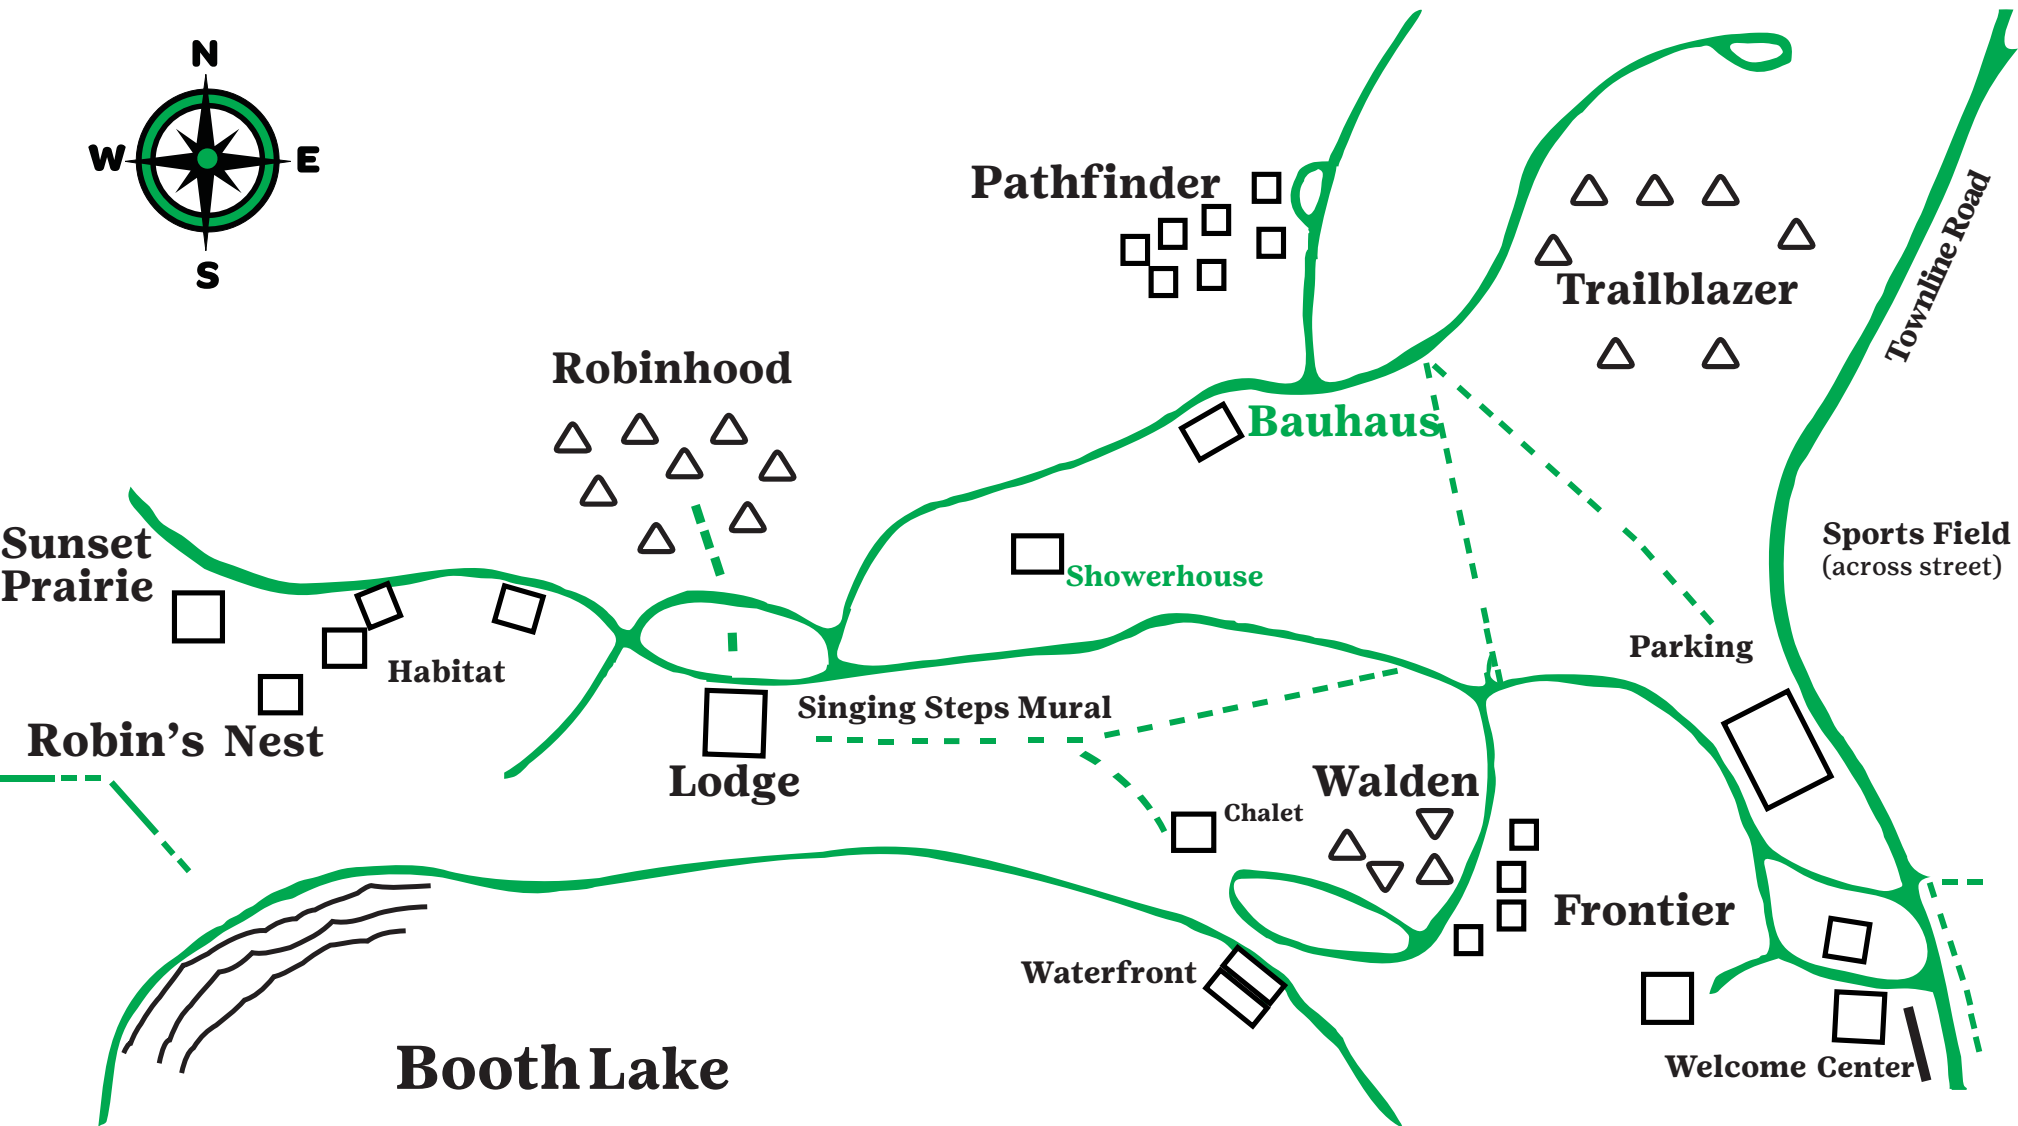 N
W E
S
Pathfinder
Townline Road
Trailblazer
Robinhood
Bauhaus
Sunset
Prairie
Sports Field
(across street)
Showerhouse
Parking
Habitat
Robin's Nest
Singing Steps Mural
Lodge
Walden
Chalet
Frontier
Waterfront
Booth Lake
Welcome Center